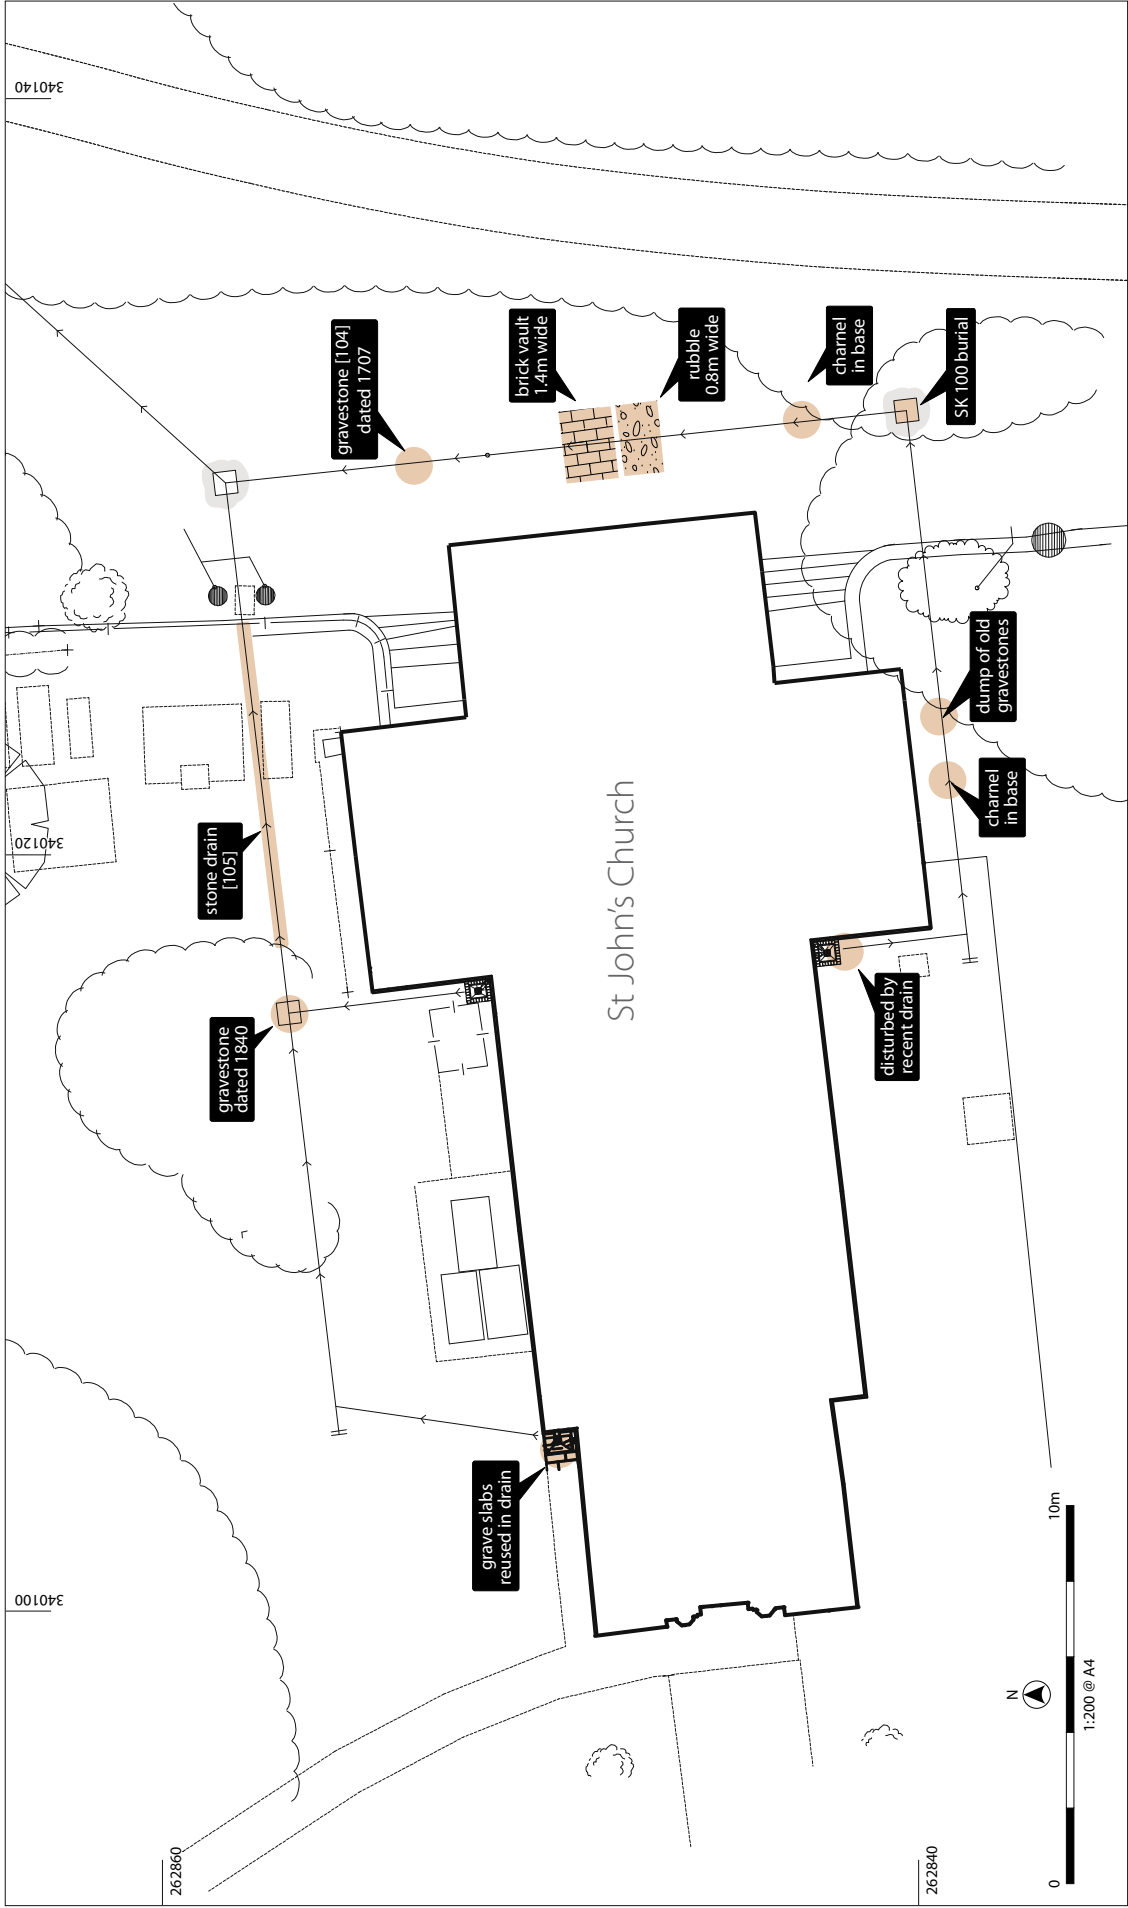 340100
340120
340140
262860
262840
gravestone
dated 1840
stone drain
[105]
gravestone [104]
dated 1707
grave slabs
reused in drain
brick vault
1.4m wide
St John's Church
rubble
0.8m wide
charnel
in base
disturbed by
recent drain
SK 100 burial
dump of old
gravestones
charnel
in base
N
0
10m
1:200 @ A4